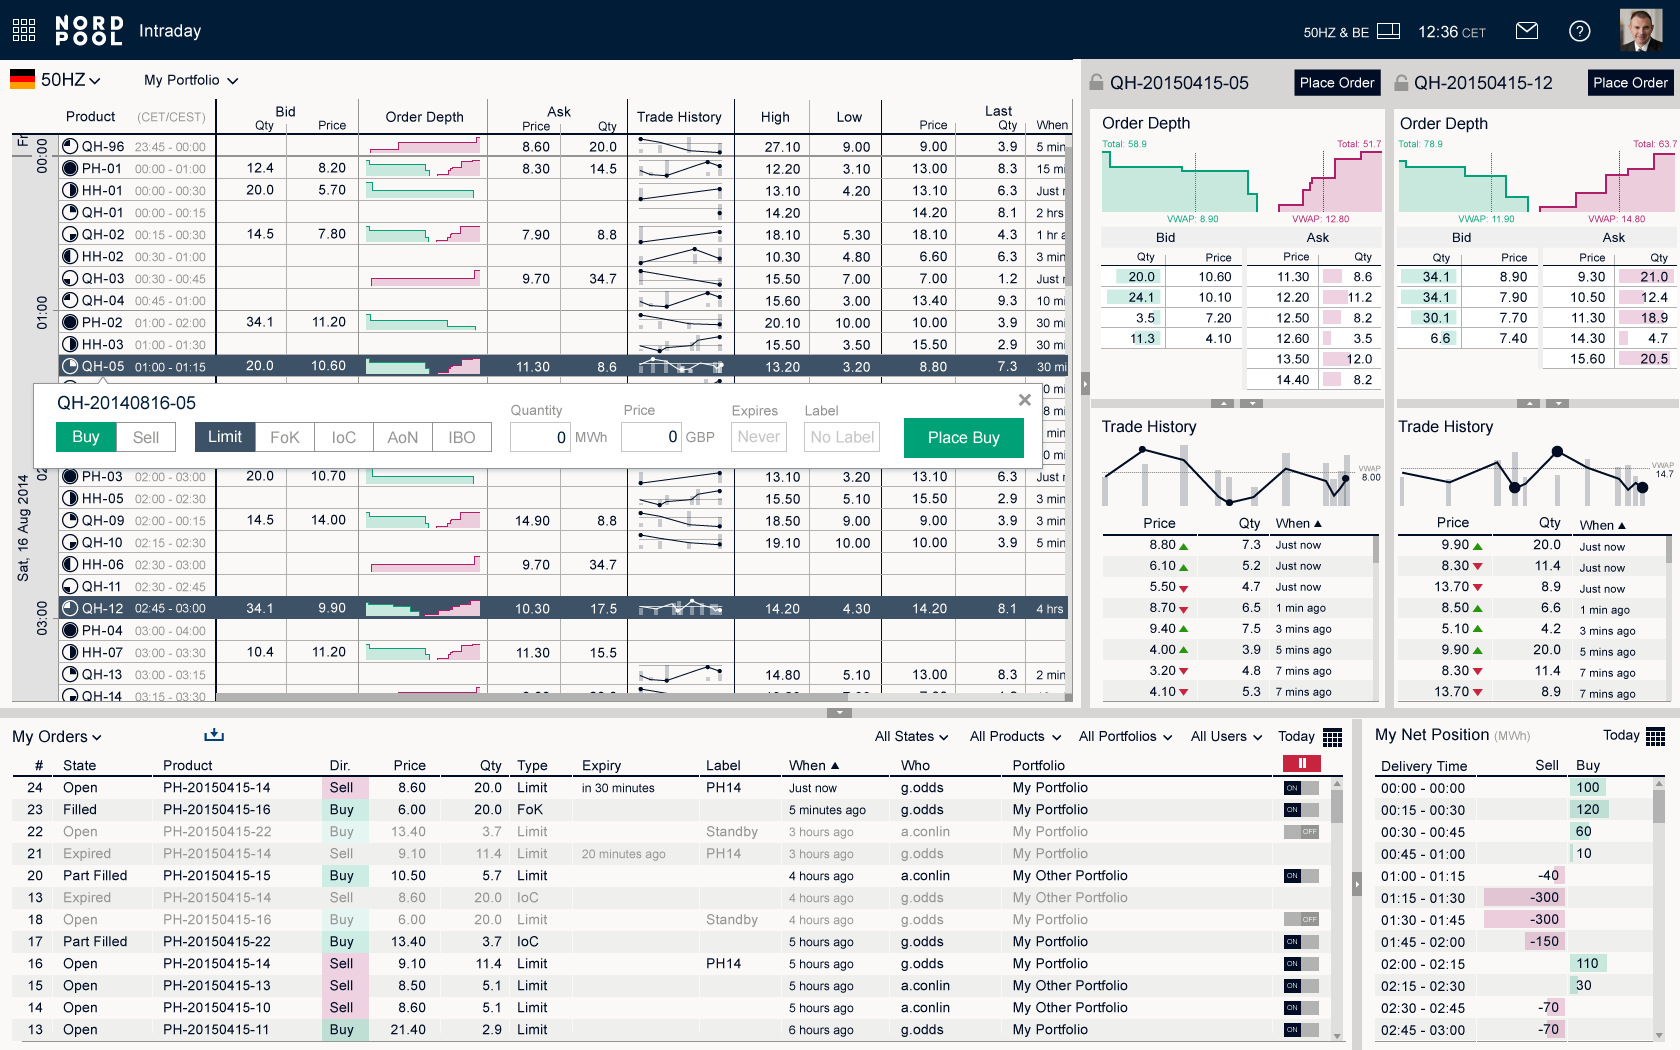 NORD POOL Intraday 50HZ & BE 12:36 CET
50HZ My Portfolio
Product (CET/CEST) Bid Order Depth Ask Trade History High Low Last
Qty Price Price Qty Price Qty When
Fr
00:00
01:00
02
03:00
Sat, 16 Aug 2014
QH-96 23:45 - 00:00 8.60 20.0 27.10 9.00 9.00 3.9 5 min
PH-01 00:00 - 01:00 12.4 8.20 8.30 14.5 12.20 3.10 13.00 8.3 15 m
HH-01 00:00 - 00:30 20.0 5.70 13.10 4.20 13.10 6.3 Just r
QH-01 00:00 - 00:15 14.20 14.20 8.1 2 hrs
QH-02 00:15 - 00:30 14.5 7.80 7.90 8.8 18.10 5.30 18.10 4.3 1 hr a
HH-02 00:30 - 01:00 10.30 4.80 6.60 6.3 3 min
QH-03 00:30 - 00:45 9.70 34.7 15.50 7.00 7.00 1.2 Just r
QH-04 00:45 - 01:00 15.60 3.00 13.40 9.3 10 mi
PH-02 01:00 - 02:00 34.1 11.20 20.10 10.00 10.00 3.9 30 mi
HH-03 01:00 - 01:30 15.50 3.50 15.50 2.9 30 mi
QH-05 01:00 - 01:15 20.0 10.60 11.30 8.6 13.20 3.20 8.80 7.3 30 mi
0 mi
8 mi
min
0 mi
QH-20140816-05
Buy Sell Limit FoK IoC AoN IBO
Quantity 0 MWh
Price 0 GBP
Expires Never
Label No Label
Place Buy
PH-03 02:00 - 03:00 20.0 10.70 13.10 3.20 13.10 6.3 Just r
HH-05 02:00 - 02:30 15.50 5.10 15.50 2.9 3 min
QH-09 02:00 - 00:15 14.5 14.00 14.90 8.8 18.50 9.00 9.00 3.9 3 min
QH-10 02:15 - 02:30 19.10 10.00 10.00 3.9 5 min
HH-06 02:30 - 03:00 9.70 34.7
QH-11 02:30 - 02:45
QH-12 02:45 - 03:00 34.1 9.90 10.30 17.5 14.20 4.30 14.20 8.1 4 hrs
PH-04 03:00 - 04:00
HH-07 03:00 - 03:30 10.4 11.20 11.30 15.5
QH-13 03:00 - 03:15 14.80 5.10 13.00 8.3 2 min
QH-14 03:15 - 03:30
QH-20150415-05 Place Order
Order Depth
Total: 58.9 Total: 51.7
VWAP: 8.90 VWAP: 12.80
Bid Ask
Qty Price Price Qty
20.0 10.60 11.30 8.6
24.1 10.10 12.20 11.2
3.5 7.20 12.50 8.2
11.3 4.10 12.60 3.5
13.50 12.0
14.40 8.2
Trade History
VWAP
8.00
Price Qty When
8.80 7.3 Just now
6.10 5.2 Just now
5.50 4.7 Just now
8.70 6.5 1 min ago
9.40 7.5 3 mins ago
4.00 3.9 5 mins ago
3.20 4.8 7 mins ago
4.10 5.3 7 mins ago
QH-20150415-12 Place Order
Order Depth
Total: 78.9 Total: 63.7
VWAP: 11.90 VWAP: 14.80
Bid Ask
Qty Price Price Qty
34.1 8.90 9.30 21.0
34.1 7.90 10.50 12.4
30.1 7.70 11.30 18.9
6.6 7.40 14.30 4.7
15.60 20.5
Trade History
VWAP
14.7
Price Qty When
9.90 20.0 Just now
8.30 11.4 Just now
13.70 8.9 Just now
8.50 6.6 1 min ago
5.10 4.2 3 mins ago
9.90 20.0 5 mins ago
8.30 11.4 7 mins ago
13.70 8.9 7 mins ago
My Orders All States All Products All Portfolios All Users Today
# State Product Dir. Price Qty Type Expiry Label When Who Portfolio
24 Open PH-20150415-14 Sell 8.60 20.0 Limit in 30 minutes PH14 Just now g.odds My Portfolio ON
23 Filled PH-20150415-16 Buy 6.00 20.0 FoK 5 minutes ago g.odds My Portfolio ON
22 Open PH-20150415-22 Buy 13.40 3.7 Limit Standby 3 hours ago a.conlin My Portfolio OFF
21 Expired PH-20150415-14 Sell 9.10 11.4 Limit 20 minutes ago PH14 3 hours ago g.odds My Portfolio
20 Part Filled PH-20150415-15 Buy 10.50 5.7 Limit 4 hours ago a.conlin My Other Portfolio ON
13 Expired PH-20150415-14 Sell 8.60 20.0 IoC 4 hours ago g.odds My Other Portfolio
18 Open PH-20150415-16 Buy 6.00 20.0 Limit Standby 4 hours ago g.odds My Portfolio OFF
17 Part Filled PH-20150415-22 Buy 13.40 3.7 IoC 5 hours ago g.odds My Portfolio ON
16 Open PH-20150415-14 Sell 9.10 11.4 Limit PH14 5 hours ago g.odds My Portfolio ON
15 Open PH-20150415-13 Sell 8.50 5.1 Limit 5 hours ago a.conlin My Other Portfolio ON
14 Open PH-20150415-10 Sell 8.60 5.1 Limit 5 hours ago a.conlin My Other Portfolio ON
13 Open PH-20150415-11 Buy 21.40 2.9 Limit 6 hours ago g.odds My Portfolio ON
My Net Position (MWh) Today
Delivery Time Sell Buy
00:00 - 00:00 100
00:15 - 00:30 120
00:30 - 00:45 60
00:45 - 01:00 10
01:00 - 01:15 -40
01:15 - 01:30 -300
01:30 - 01:45 -300
01:45 - 02:00 -150
02:00 - 02:15 110
02:15 - 02:30 30
02:30 - 02:45 -70
02:45 - 03:00 -70